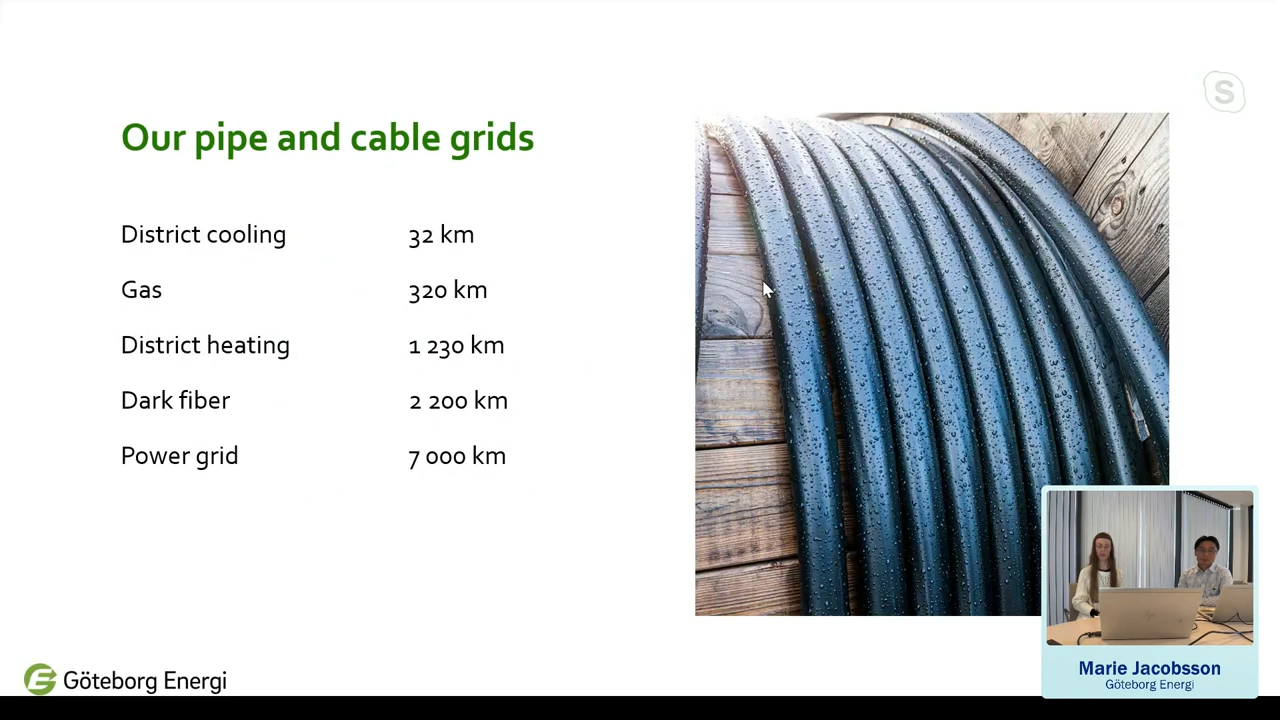 Our pipe and cable grids
District cooling 32 km
Gas 320 km
District heating 1 230 km
Dark fiber 2 200 km
Power grid 7 000 km
S
Göteborg Energi
Marie Jacobsson
Göteborg Energi